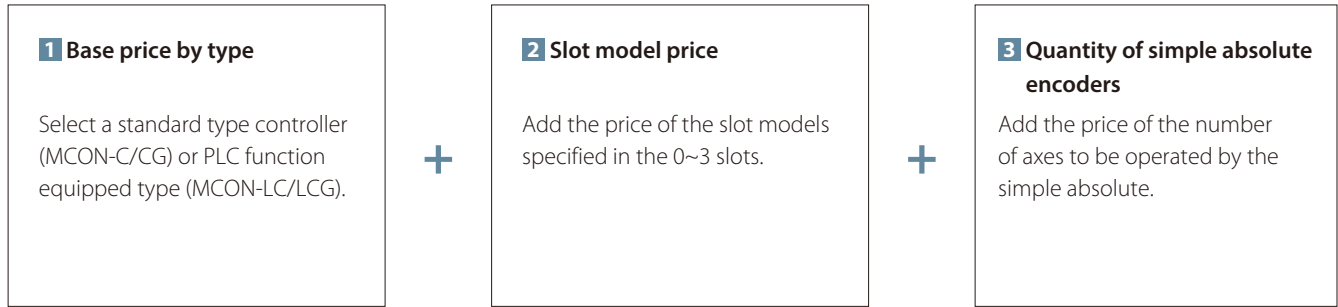 1 Base price by type
Select a standard type controller
(MCON-C/CG) or PLC function
equipped type (MCON-LC/LCG).
+
2 Slot model price
Add the price of the slot models
specified in the 0~3 slots.
+
3 Quantity of simple absolute
encoders
Add the price of the number
of axes to be operated by the
simple absolute.